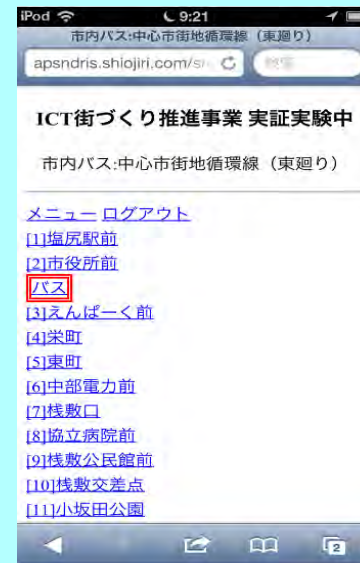 iPod 9:21
市内バス:中心市街地循環線（東廻り）
apsndris.shiojiri.com/s
検索
ICT街づくり推進事業 実証実験中
市内バス:中心市街地循環線（東廻り）
メニュー ログアウト
[1]塩尻駅前
[2]市役所前
バス
[3]えんぱーく前
[4]栄町
[5]東町
[6]中部電力前
[7]桟敷口
[8]協立病院前
[9]桟敷公民館前
[10]桟敷交差点
[11]小坂田公園
2